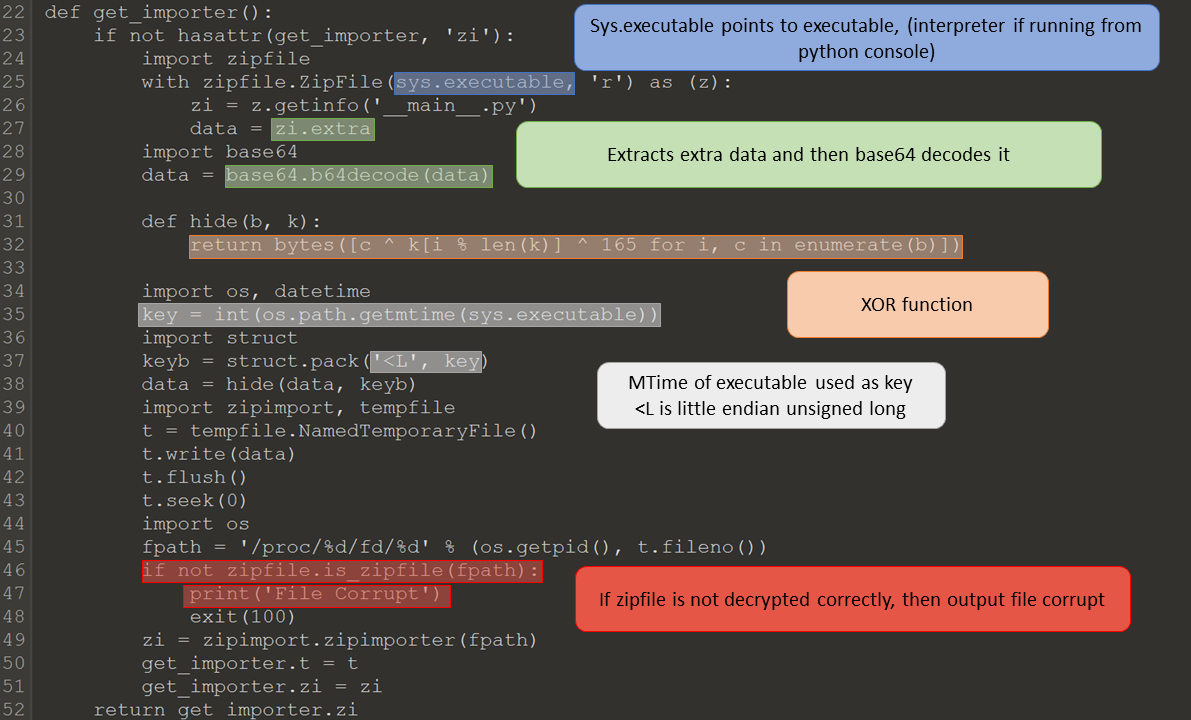 22 def get_importer():
23     if not hasattr(get_importer, 'zi'):
Sys.executable points to executable, (interpreter if running from
python console)
24         import zipfile
25         with zipfile.ZipFile(sys.executable, 'r') as (z):
26             zi = z.getinfo('__main__.py')
27             data = zi.extra
28         import base64
Extracts extra data and then base64 decodes it
29         data = base64.b64decode(data)
30
31         def hide(b, k):
32             return bytes([c ^ k[i % len(k)] ^ 165 for i, c in enumerate(b)])
33
34         import os, datetime
XOR function
35         key = int(os.path.getmtime(sys.executable))
36         import struct
37         keyb = struct.pack('<L', key)
38         data = hide(data, keyb)
MTime of executable used as key
<L is little endian unsigned long
39         import zipimport, tempfile
40         t = tempfile.NamedTemporaryFile()
41         t.write(data)
42         t.flush()
43         t.seek(0)
44         import os
45         fpath = '/proc/%d/fd/%d' % (os.getpid(), t.fileno())
46         if not zipfile.is_zipfile(fpath):
47             print('File Corrupt')
If zipfile is not decrypted correctly, then output file corrupt
48             exit(100)
49         zi = zipimport.zipimporter(fpath)
50         get_importer.t = t
51         get_importer.zi = zi
52     return get_importer.zi